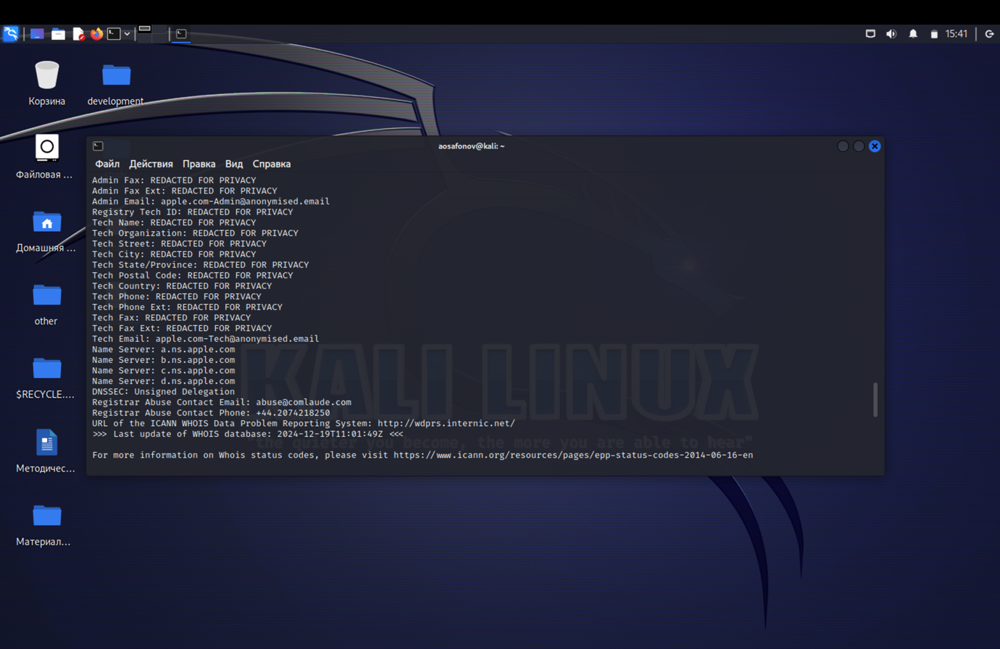 15:41
Корзина
development
Файловая ...
Домашняя ...
other
$RECYCLE....
Методичес...
Материал...
aosafonov@kali: ~
Файл Действия Правка Вид Справка
Admin Fax: REDACTED FOR PRIVACY
Admin Fax Ext: REDACTED FOR PRIVACY
Admin Email: apple.com-Admin@anonymised.email
Registry Tech ID: REDACTED FOR PRIVACY
Tech Name: REDACTED FOR PRIVACY
Tech Organization: REDACTED FOR PRIVACY
Tech Street: REDACTED FOR PRIVACY
Tech City: REDACTED FOR PRIVACY
Tech State/Province: REDACTED FOR PRIVACY
Tech Postal Code: REDACTED FOR PRIVACY
Tech Country: REDACTED FOR PRIVACY
Tech Phone: REDACTED FOR PRIVACY
Tech Phone Ext: REDACTED FOR PRIVACY
Tech Fax: REDACTED FOR PRIVACY
Tech Fax Ext: REDACTED FOR PRIVACY
Tech Email: apple.com-Tech@anonymised.email
Name Server: a.ns.apple.com
Name Server: b.ns.apple.com
Name Server: c.ns.apple.com
Name Server: d.ns.apple.com
DNSSEC: Unsigned Delegation
Registrar Abuse Contact Email: abuse@comlaude.com
Registrar Abuse Contact Phone: +44.2074218250
URL of the ICANN WHOIS Data Problem Reporting System: http://wdprs.internic.net/
>>> Last update of WHOIS database: 2024-12-19T11:01:49Z <<<
For more information on Whois status codes, please visit https://www.icann.org/resources/pages/epp-status-codes-2014-06-16-en
KALI LINUX
"the quieter you become, the more you are able to hear"